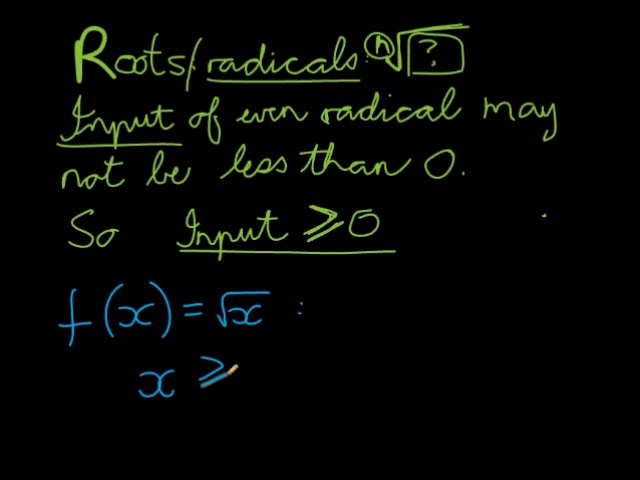 Roots/radicals: ⁿ√?
Input of even radical may
not be less than 0.
So Input ⩾ 0
f(x) = √x :
x ⩾